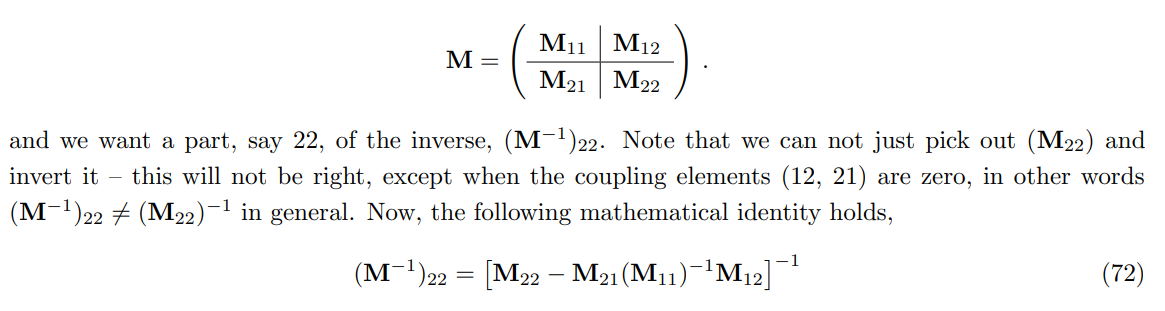 M = ( M₁₁ | M₁₂
M₂₁ | M₂₂ ) .
and we want a part, say 22, of the inverse, (M⁻¹)₂₂. Note that we can not just pick out (M₂₂) and
invert it – this will not be right, except when the coupling elements (12, 21) are zero, in other words
(M⁻¹)₂₂ ≠ (M₂₂)⁻¹ in general. Now, the following mathematical identity holds,
(M⁻¹)₂₂ = [M₂₂ − M₂₁(M₁₁)⁻¹M₁₂]⁻¹ (72)